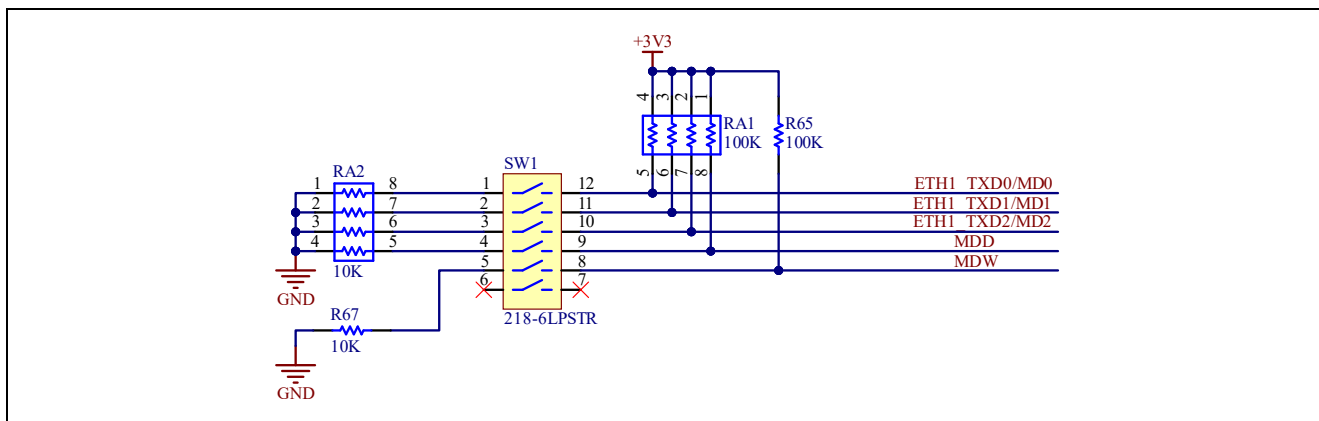 +3V3
4 3 2 1
RA1 R65
100K 100K
5 6 7 8
SW1
RA2
1 8 1 12 ETH1_TXD0/MD0
2 7 2 11 ETH1_TXD1/MD1
3 6 3 10 ETH1_TXD2/MD2
4 5 4 9 MDD
10K 5 8 MDW
6 7
GND
R67 218-6LPSTR
10K
GND